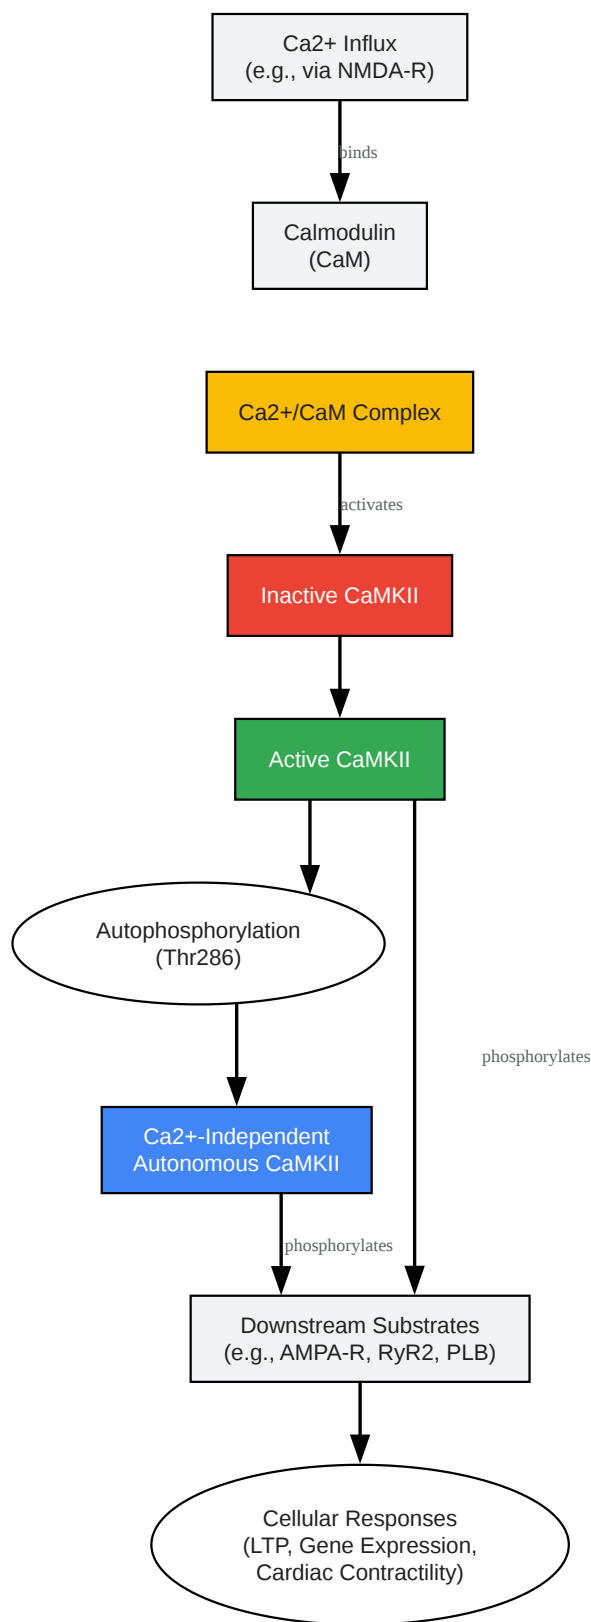 Ca2+ Influx
(e.g., via NMDA-R)
binds
Calmodulin
(CaM)
Ca2+/CaM Complex
activates
Inactive CaMKII
Active CaMKII
Autophosphorylation
(Thr286)
phosphorylates
Ca2+-Independent
Autonomous CaMKII
phosphorylates
Downstream Substrates
(e.g., AMPA-R, RyR2, PLB)
Cellular Responses
(LTP, Gene Expression,
Cardiac Contractility)